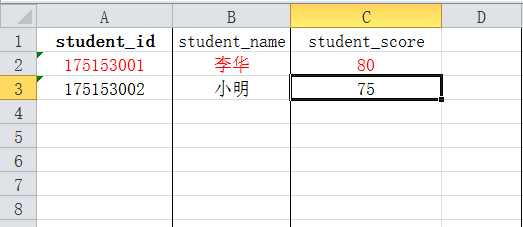 A B C D
1 student_id student_name student_score
2 175153001 李华 80
3 175153002 小明 75
4
5
6
7
8